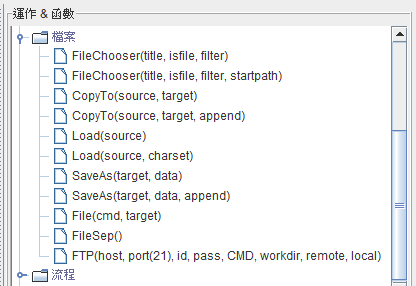 運作 & 函數
檔案
FileChooser(title, isfile, filter)
FileChooser(title, isfile, filter, startpath)
CopyTo(source, target)
CopyTo(source, target, append)
Load(source)
Load(source, charset)
SaveAs(target, data)
SaveAs(target, data, append)
File(cmd, target)
FileSep()
FTP(host, port(21), id, pass, CMD, workdir, remote, local)
流程